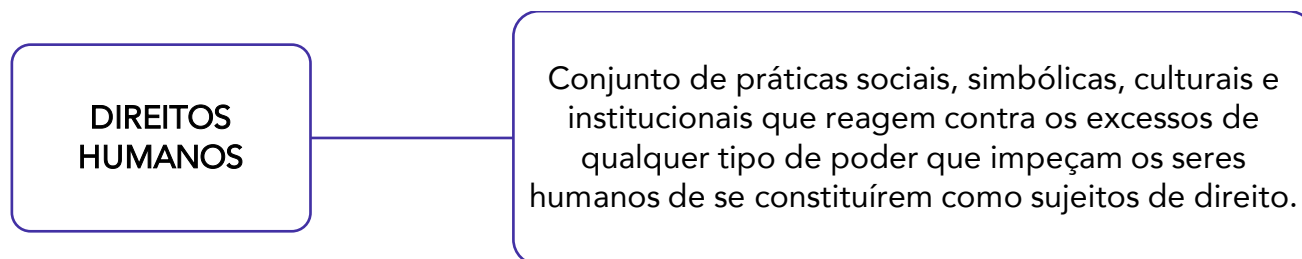 DIREITOS
HUMANOS
Conjunto de práticas sociais, simbólicas, culturais e
institucionais que reagem contra os excessos de
qualquer tipo de poder que impeçam os seres
humanos de se constituírem como sujeitos de direito.